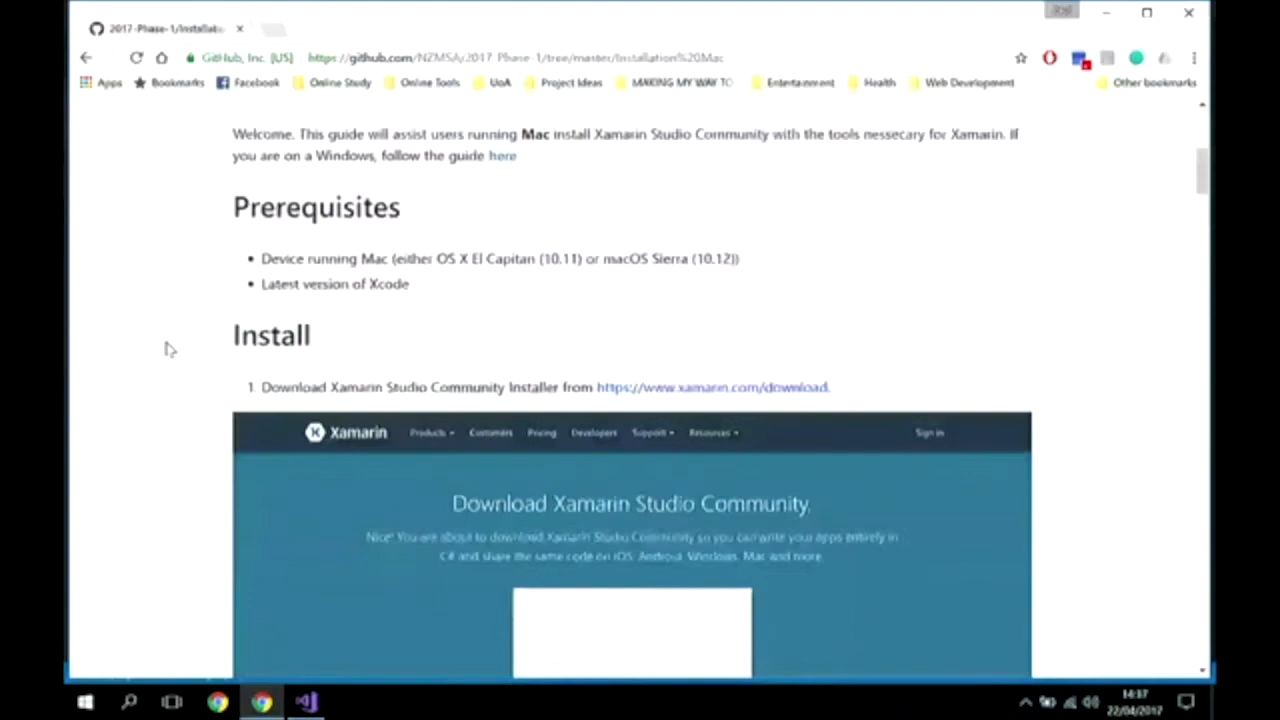 2017-Phase-1/Installatio
GitHub, Inc. [US] https://github.com/NZMSA/2017-Phase-1/tree/master/Installation%20Mac
Apps Bookmarks Facebook Online Study Online Tools UoA Project Ideas MAKING MY WAY TO Entertainment Health Web Development Other bookmarks
Welcome. This guide will assist users running Mac install Xamarin Studio Community with the tools nessecary for Xamarin. If
you are on a Windows, follow the guide here
Prerequisites
• Device running Mac (either OS X El Capitan (10.11) or macOS Sierra (10.12))
• Latest version of Xcode
Install
1. Download Xamarin Studio Community Installer from https://www.xamarin.com/download.
Xamarin Products Customers Pricing Developers Support Resources Sign in
Download Xamarin Studio Community.
Nice! You are about to download Xamarin Studio Community so you can write your apps entirely in
C# and share the same code on iOS, Android, Windows, Mac and more.
14:37
22/04/2017